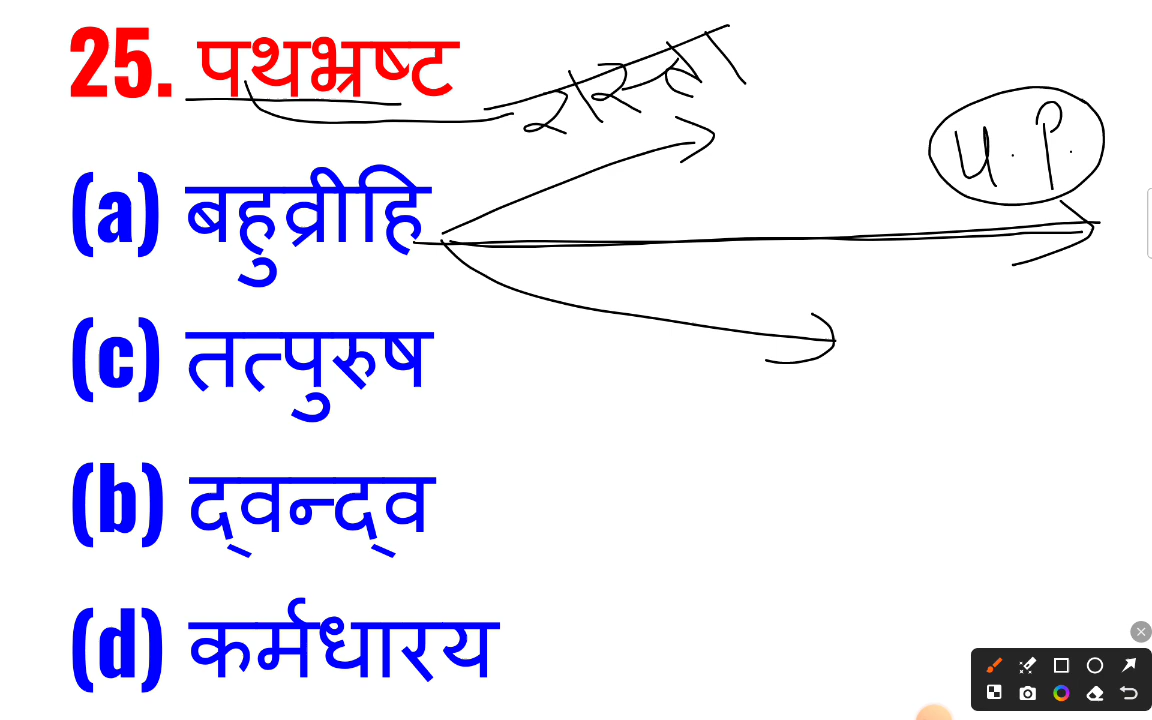 25. पथभ्रष्ट
रास्ता
U.P.
(a) बहुव्रीहि
(c) तत्पुरुष
(b) द्वन्द्व
(d) कर्मधारय